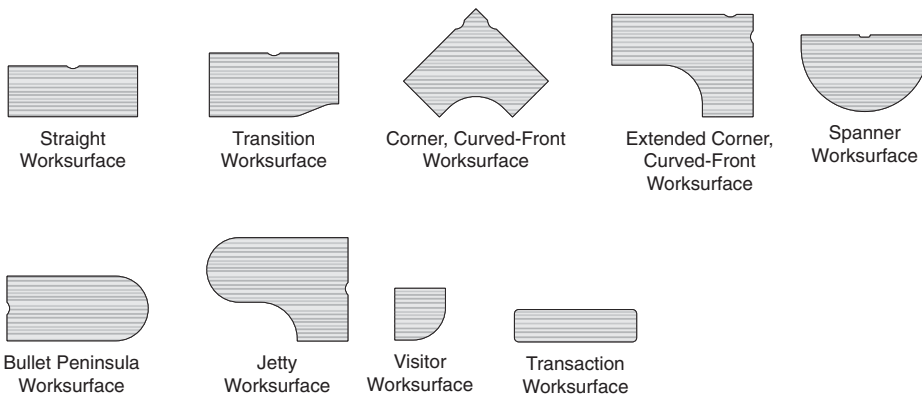 Straight
Worksurface
Transition
Worksurface
Corner, Curved-Front
Worksurface
Extended Corner,
Curved-Front
Worksurface
Spanner
Worksurface
Bullet Peninsula
Worksurface
Jetty
Worksurface
Visitor
Worksurface
Transaction
Worksurface